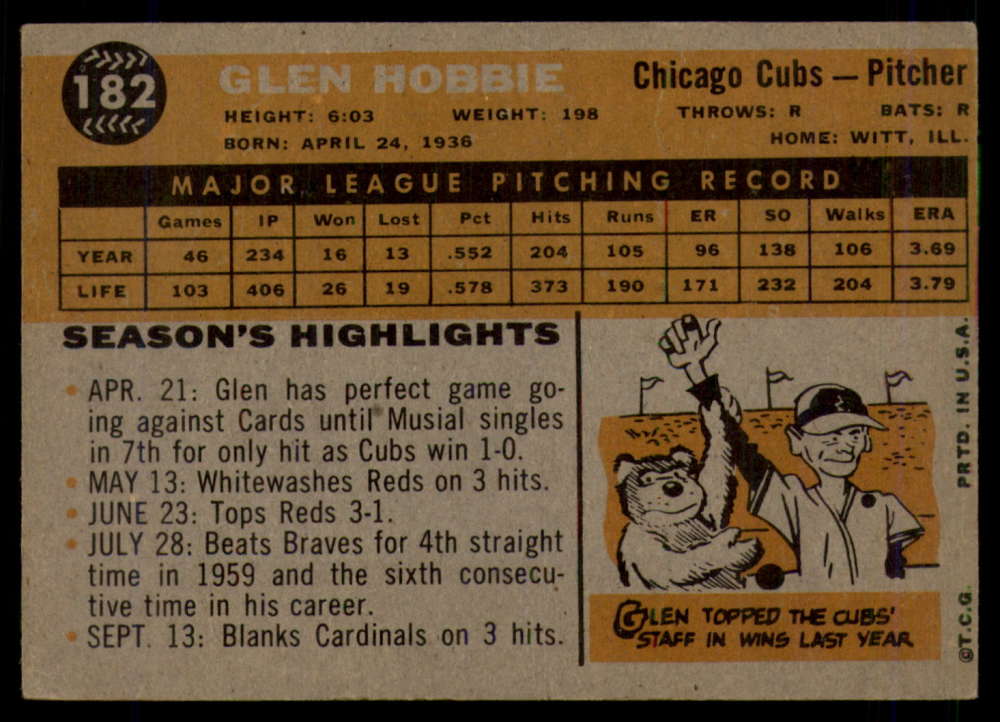 182
GLEN HOBBIE
Chicago Cubs — Pitcher
HEIGHT: 6:03 WEIGHT: 198 THROWS: R BATS: R
BORN: APRIL 24, 1936 HOME: WITT, ILL.
MAJOR LEAGUE PITCHING RECORD
Games IP Won Lost Pct Hits Runs ER SO Walks ERA
YEAR 46 234 16 13 .552 204 105 96 138 106 3.69
LIFE 103 406 26 19 .578 373 190 171 232 204 3.79
SEASON'S HIGHLIGHTS
• APR. 21: Glen has perfect game go-
ing against Cards until Musial singles
in 7th for only hit as Cubs win 1-0.
• MAY 13: Whitewashes Reds on 3 hits.
• JUNE 23: Tops Reds 3-1.
• JULY 28: Beats Braves for 4th straight
time in 1959 and the sixth consecu-
tive time in his career.
• SEPT. 13: Blanks Cardinals on 3 hits.
GLEN TOPPED THE CUBS'
STAFF IN WINS LAST YEAR
©T.C.G. PRTD. IN U.S.A.